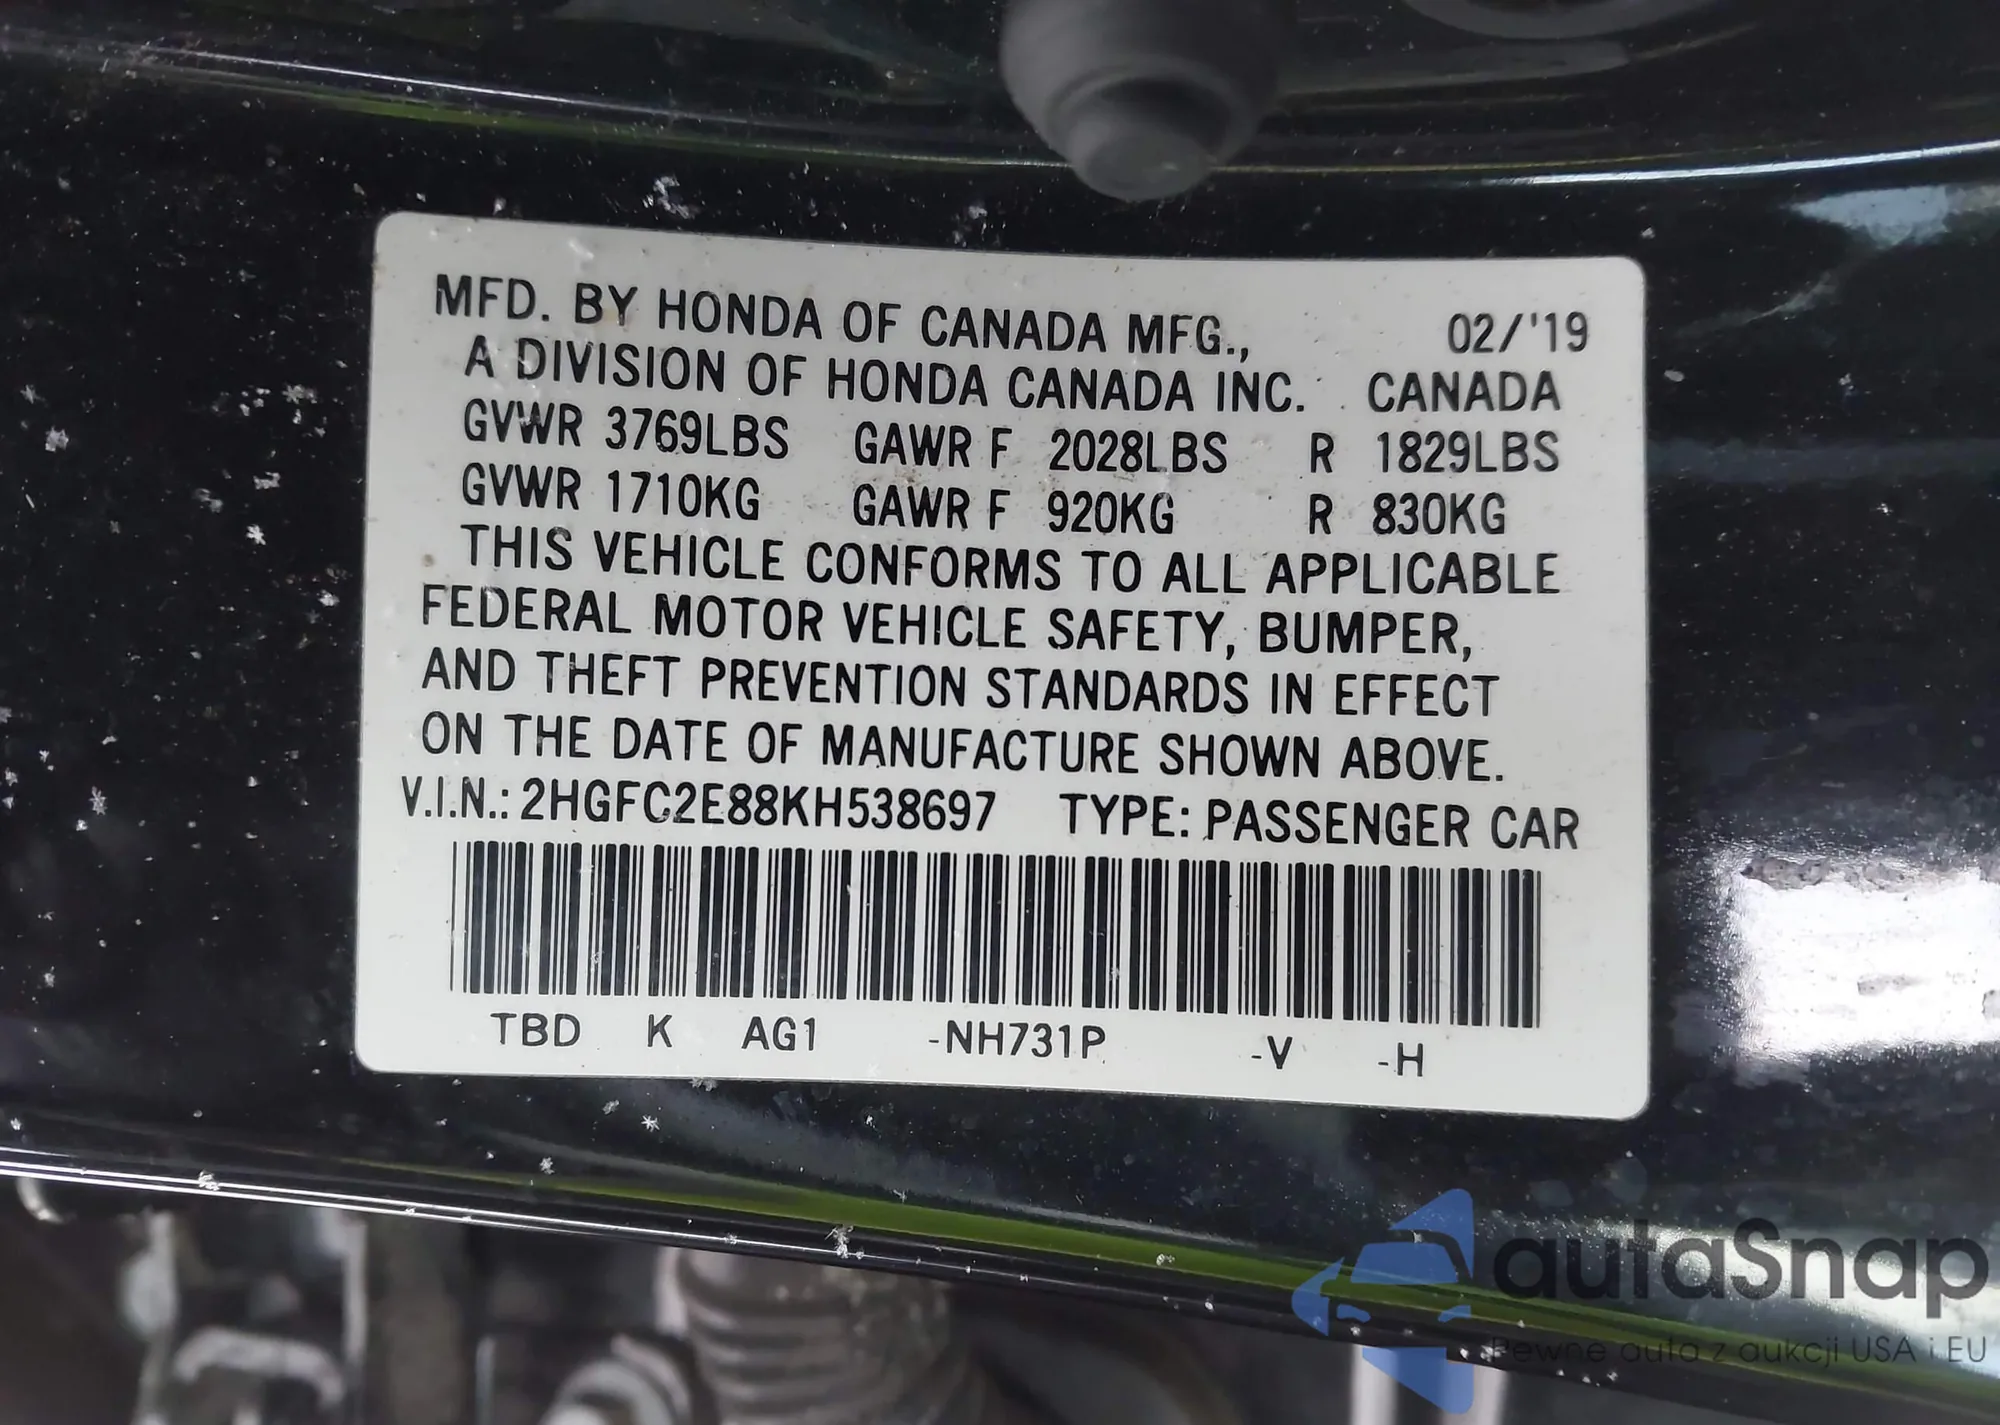 MFD. BY HONDA OF CANADA MFG., 02/'19
A DIVISION OF HONDA CANADA INC. CANADA
GVWR 3769LBS GAWR F 2028LBS R 1829LBS
GVWR 1710KG GAWR F 920KG R 830KG
THIS VEHICLE CONFORMS TO ALL APPLICABLE
FEDERAL MOTOR VEHICLE SAFETY, BUMPER,
AND THEFT PREVENTION STANDARDS IN EFFECT
ON THE DATE OF MANUFACTURE SHOWN ABOVE.
V.I.N.: 2HGFC2E88KH538697 TYPE: PASSENGER CAR
TBD K AG1 -NH731P -V -H
autaSnap
Pewne auta z aukcji USA i EU